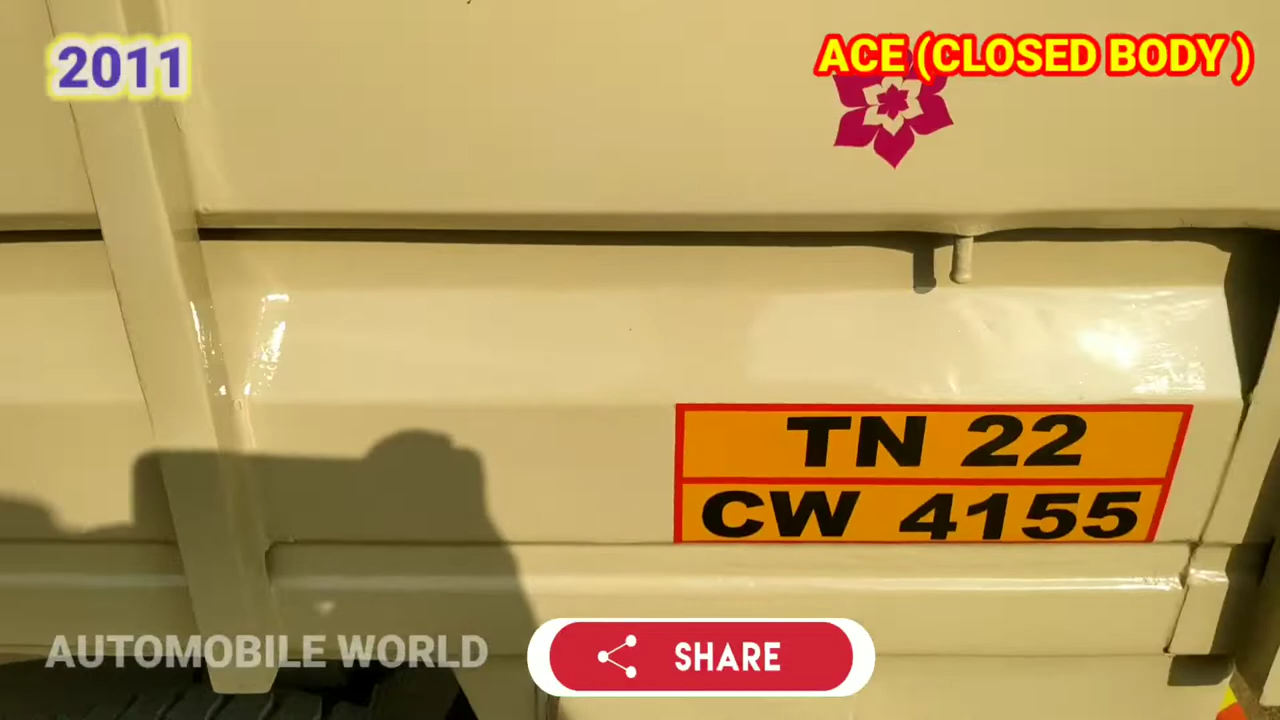 2011
ACE (CLOSED BODY )
TN 22
CW 4155
AUTOMOBILE WORLD
SHARE